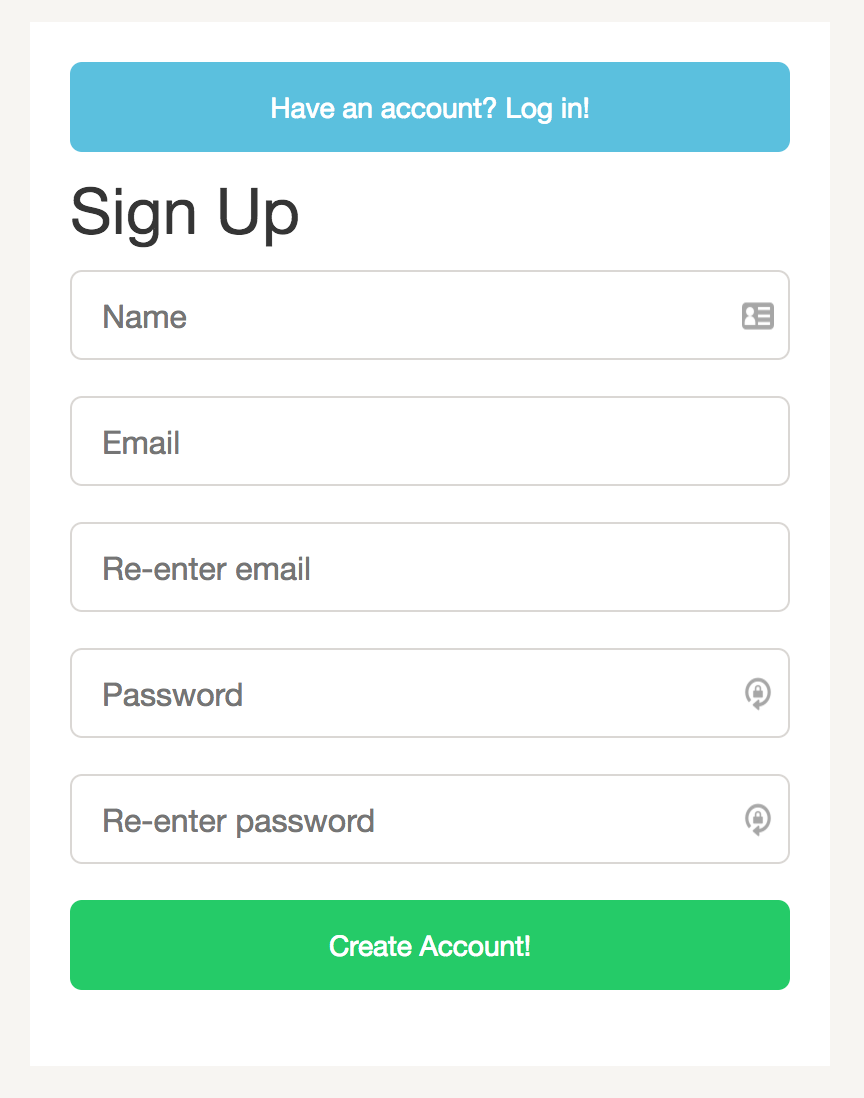 Have an account? Log in!
Sign Up
Name
Email
Re-enter email
Password
Re-enter password
Create Account!